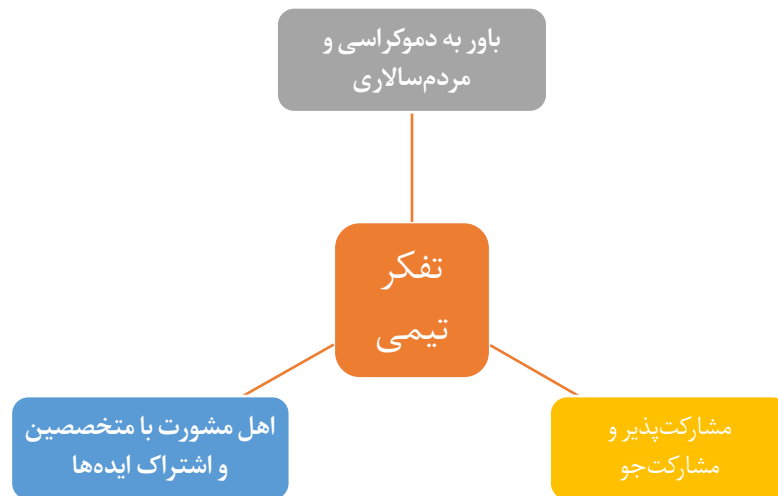 باور به دموکراسی و
مردم‌سالاری
تفکر
تیمی
مشارکت‌پذیر و
مشارکت‌جو
اهل مشورت با متخصصین
و اشتراک ایده‌ها